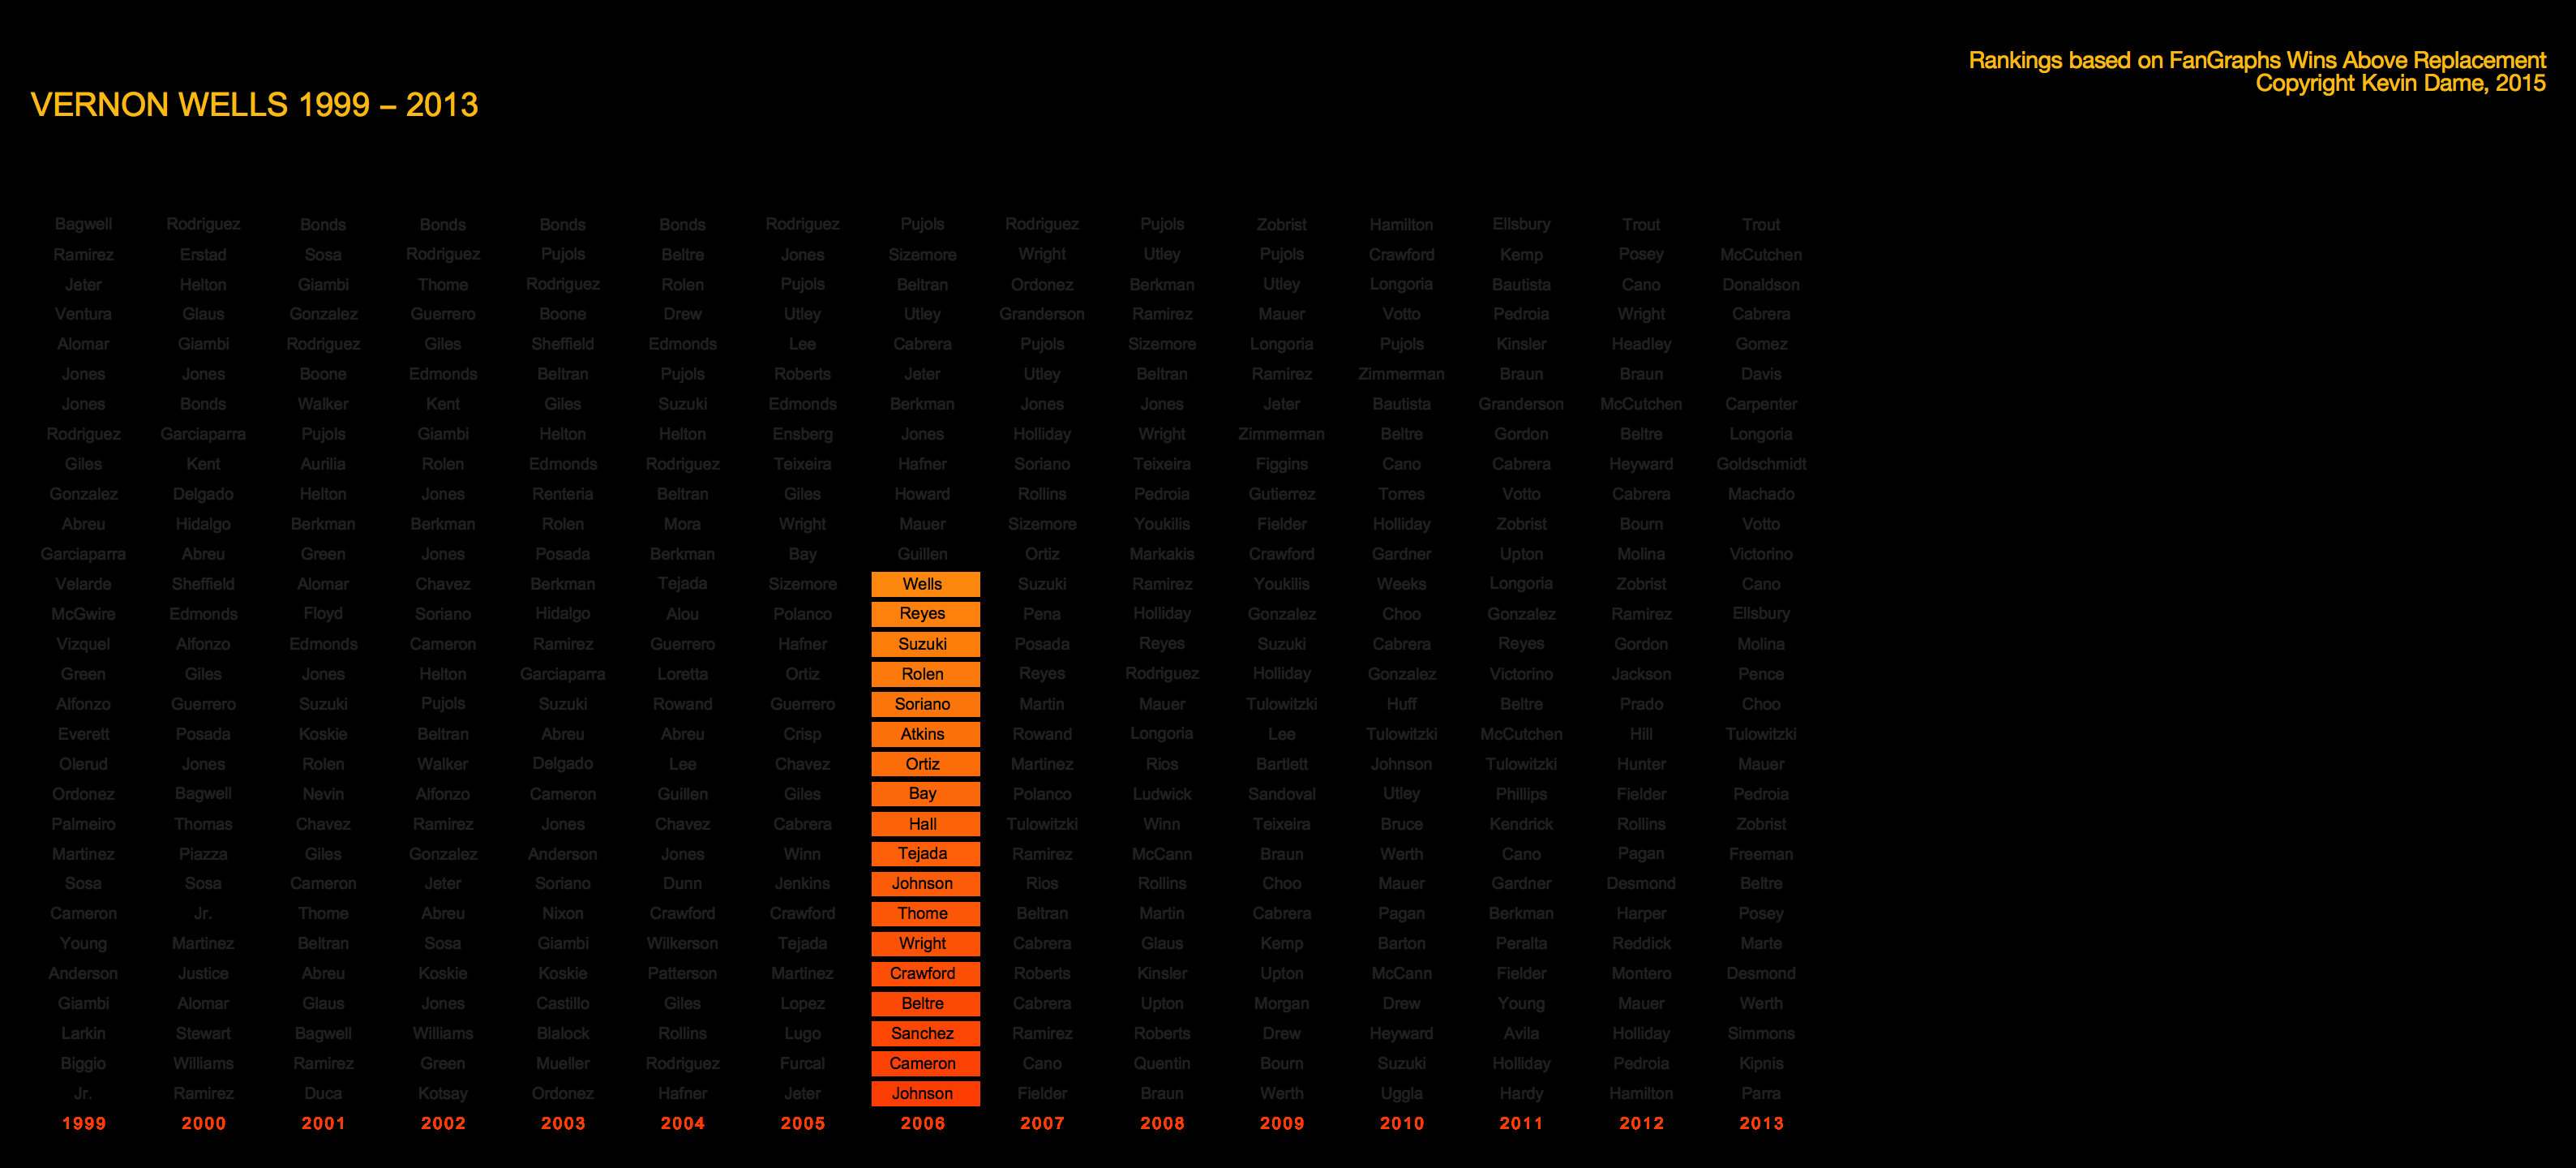 Rankings based on FanGraphs Wins Above Replacement
Copyright Kevin Dame, 2015
VERNON WELLS 1999 – 2013
Bagwell Rodriguez Bonds Bonds Bonds Bonds Rodriguez Pujols Rodriguez Pujols Zobrist Hamilton Ellsbury Trout Trout
Ramirez Erstad Sosa Rodriguez Pujols Beltre Jones Sizemore Wright Utley Pujols Crawford Kemp Posey McCutchen
Jeter Helton Giambi Thome Rodriguez Rolen Pujols Beltran Ordonez Berkman Utley Longoria Bautista Cano Donaldson
Ventura Glaus Gonzalez Guerrero Boone Drew Utley Utley Granderson Ramirez Mauer Votto Pedroia Wright Cabrera
Alomar Giambi Rodriguez Giles Sheffield Edmonds Lee Cabrera Pujols Sizemore Longoria Pujols Kinsler Headley Gomez
Jones Jones Boone Edmonds Beltran Pujols Roberts Jeter Utley Beltran Ramirez Zimmerman Braun Braun Davis
Jones Bonds Walker Kent Giles Suzuki Edmonds Berkman Jones Jones Jeter Bautista Granderson McCutchen Carpenter
Rodriguez Garciaparra Pujols Giambi Helton Helton Ensberg Jones Holliday Wright Zimmerman Beltre Gordon Beltre Longoria
Giles Kent Aurilia Rolen Edmonds Rodriguez Teixeira Hafner Soriano Teixeira Figgins Cano Cabrera Heyward Goldschmidt
Gonzalez Delgado Helton Jones Renteria Beltran Giles Howard Rollins Pedroia Gutierrez Torres Votto Cabrera Machado
Abreu Hidalgo Berkman Berkman Rolen Mora Wright Mauer Sizemore Youkilis Fielder Holliday Zobrist Bourn Votto
Garciaparra Abreu Green Jones Posada Berkman Bay Guillen Ortiz Markakis Crawford Gardner Upton Molina Victorino
Velarde Sheffield Alomar Chavez Berkman Tejada Sizemore Wells Suzuki Ramirez Youkilis Weeks Longoria Zobrist Cano
McGwire Edmonds Floyd Soriano Hidalgo Alou Polanco Reyes Pena Holliday Gonzalez Choo Gonzalez Ramirez Ellsbury
Vizquel Alfonzo Edmonds Cameron Ramirez Guerrero Hafner Suzuki Posada Reyes Suzuki Cabrera Reyes Gordon Molina
Green Giles Jones Helton Garciaparra Loretta Ortiz Rolen Reyes Rodriguez Holliday Gonzalez Victorino Jackson Pence
Alfonzo Guerrero Suzuki Pujols Suzuki Rowand Guerrero Soriano Martin Mauer Tulowitzki Huff Beltre Prado Choo
Everett Posada Koskie Beltran Abreu Abreu Crisp Atkins Rowand Longoria Lee Tulowitzki McCutchen Hill Tulowitzki
Olerud Jones Rolen Walker Delgado Lee Chavez Ortiz Martinez Rios Bartlett Johnson Tulowitzki Hunter Mauer
Ordonez Bagwell Nevin Alfonzo Cameron Guillen Giles Bay Polanco Ludwick Sandoval Utley Phillips Fielder Pedroia
Palmeiro Thomas Chavez Ramirez Jones Chavez Cabrera Hall Tulowitzki Winn Teixeira Bruce Kendrick Rollins Zobrist
Martinez Piazza Giles Gonzalez Anderson Jones Winn Tejada Ramirez McCann Braun Werth Cano Pagan Freeman
Sosa Sosa Cameron Jeter Soriano Dunn Jenkins Johnson Rios Rollins Choo Mauer Gardner Desmond Beltre
Cameron Jr. Thome Abreu Nixon Crawford Crawford Thome Beltran Martin Cabrera Pagan Berkman Harper Posey
Young Martinez Beltran Sosa Giambi Wilkerson Tejada Wright Cabrera Glaus Kemp Barton Peralta Reddick Marte
Anderson Justice Abreu Koskie Koskie Patterson Martinez Crawford Roberts Kinsler Upton McCann Fielder Montero Desmond
Giambi Alomar Glaus Jones Castillo Giles Lopez Beltre Cabrera Upton Morgan Drew Young Mauer Werth
Larkin Stewart Bagwell Williams Blalock Rollins Lugo Sanchez Ramirez Roberts Drew Heyward Avila Holliday Simmons
Biggio Williams Ramirez Green Mueller Rodriguez Furcal Cameron Cano Quentin Bourn Suzuki Holliday Pedroia Kipnis
Jr. Ramirez Duca Kotsay Ordonez Hafner Jeter Johnson Fielder Braun Werth Uggla Hardy Hamilton Parra
1999 2000 2001 2002 2003 2004 2005 2006 2007 2008 2009 2010 2011 2012 2013